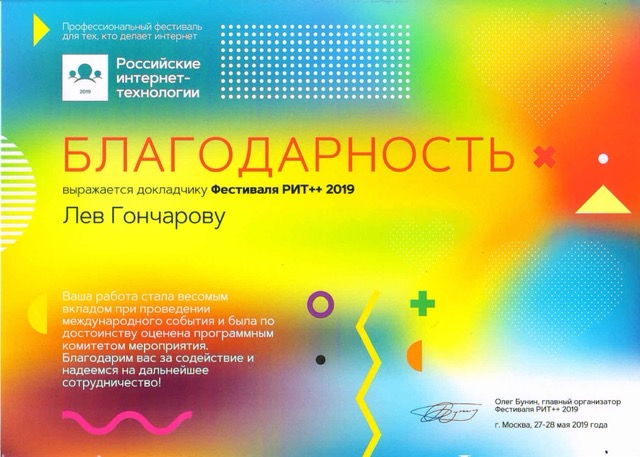 Профессиональный фестиваль
для тех, кто делает интернет
2019
Российские
интернет-
технологии
БЛАГОДАРНОСТЬ
выражается докладчику Фестиваля РИТ++ 2019
Лев Гончарову
Ваша работа стала весомым
вкладом при проведении
международного события и была по
достоинству оценена программным
комитетом мероприятия.
Благодарим вас за содействие и
надеемся на дальнейшее
сотрудничество!
Олег Бунин, главный организатор
Фестиваля РИТ++ 2019
г. Москва, 27-28 мая 2019 года